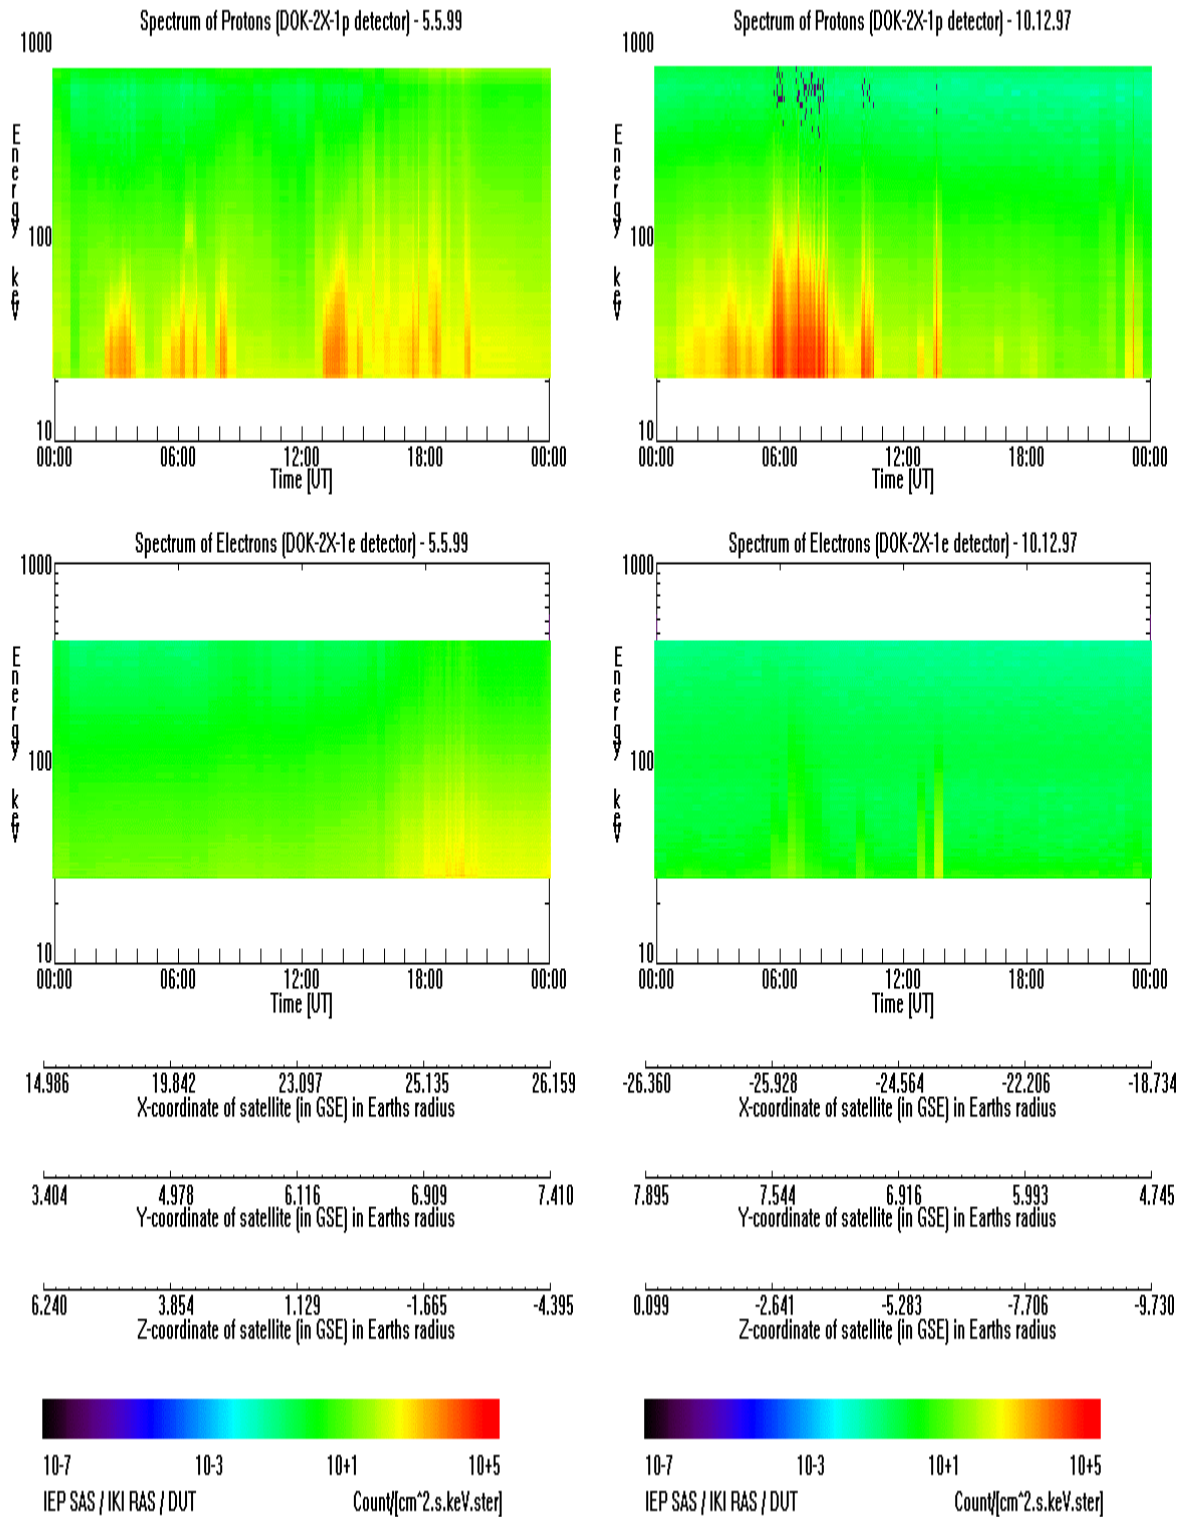 Spectrum of Protons (DOK-2X-1p detector) - 5.5.99
1000
Energy keV
100
10
00:00 06:00 12:00 18:00 00:00
Time [UT]
Spectrum of Protons (DOK-2X-1p detector) - 10.12.97
1000
Energy keV
100
10
00:00 06:00 12:00 18:00 00:00
Time [UT]
Spectrum of Electrons (DOK-2X-1e detector) - 5.5.99
1000
Energy keV
100
10
00:00 06:00 12:00 18:00 00:00
Time [UT]
Spectrum of Electrons (DOK-2X-1e detector) - 10.12.97
1000
Energy keV
100
10
00:00 06:00 12:00 18:00 00:00
Time [UT]
14.986 19.842 23.097 25.135 26.159
X-coordinate of satellite (in GSE) in Earths radius
3.404 4.978 6.116 6.909 7.410
Y-coordinate of satellite (in GSE) in Earths radius
6.240 3.854 1.129 -1.665 -4.395
Z-coordinate of satellite (in GSE) in Earths radius
-26.360 -25.928 -24.564 -22.206 -18.734
X-coordinate of satellite (in GSE) in Earths radius
7.895 7.544 6.916 5.993 4.745
Y-coordinate of satellite (in GSE) in Earths radius
0.099 -2.641 -5.283 -7.706 -9.730
Z-coordinate of satellite (in GSE) in Earths radius
10-7 10-3 10+1 10+5
IEP SAS / IKI RAS / DUT Count/[cm^2.s.keV.ster]
10-7 10-3 10+1 10+5
IEP SAS / IKI RAS / DUT Count/[cm^2.s.keV.ster]